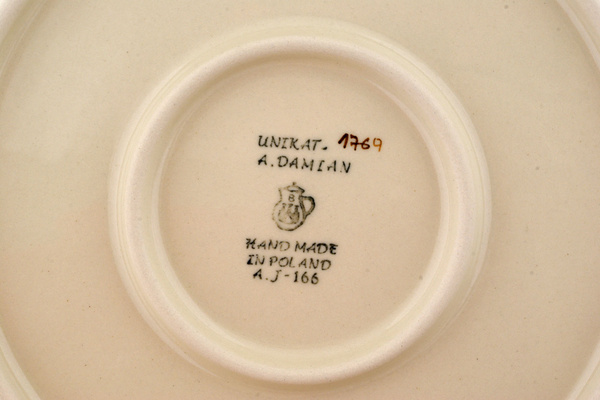 UNIKAT. 1769
A.DAMIAN
B
HAND MADE
IN POLAND
A.J-166